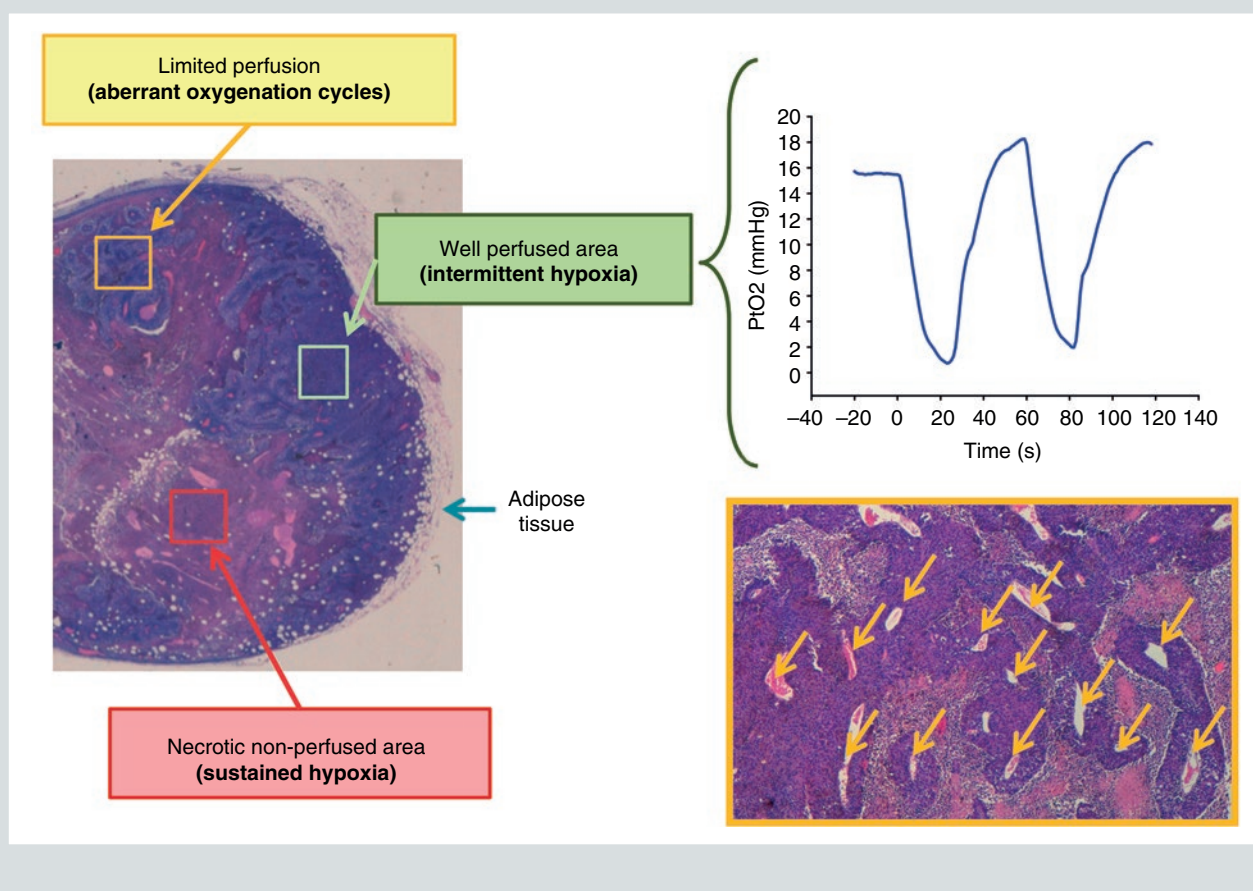 Limited perfusion
(aberrant oxygenation cycles)
Well perfused area
(intermittent hypoxia)
Adipose
tissue
Necrotic non-perfused area
(sustained hypoxia)
PtO2 (mmHg)
20
18
16
14
12
10
8
6
4
2
0
–40 –20 0 20 40 60 80 100 120 140
Time (s)